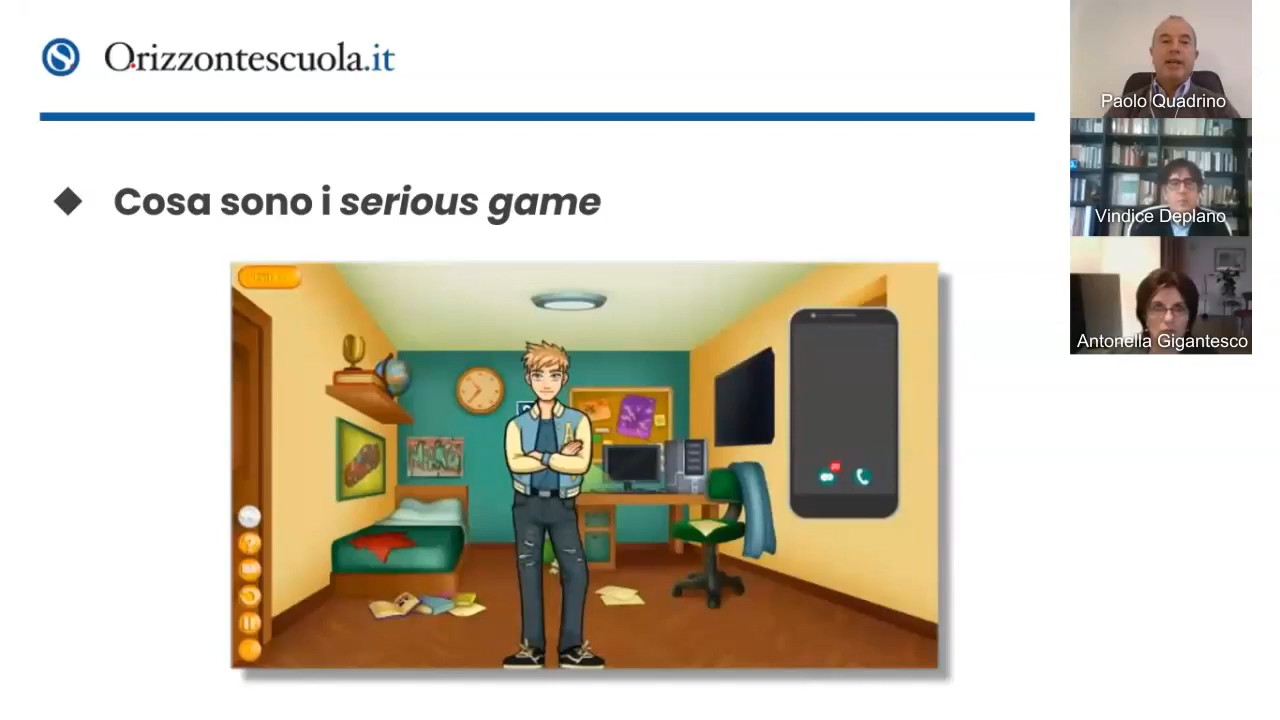 Orizzontescuola.it
Cosa sono i serious game
Paolo Quadrino
Vindice Deplano
Antonella Gigantesco